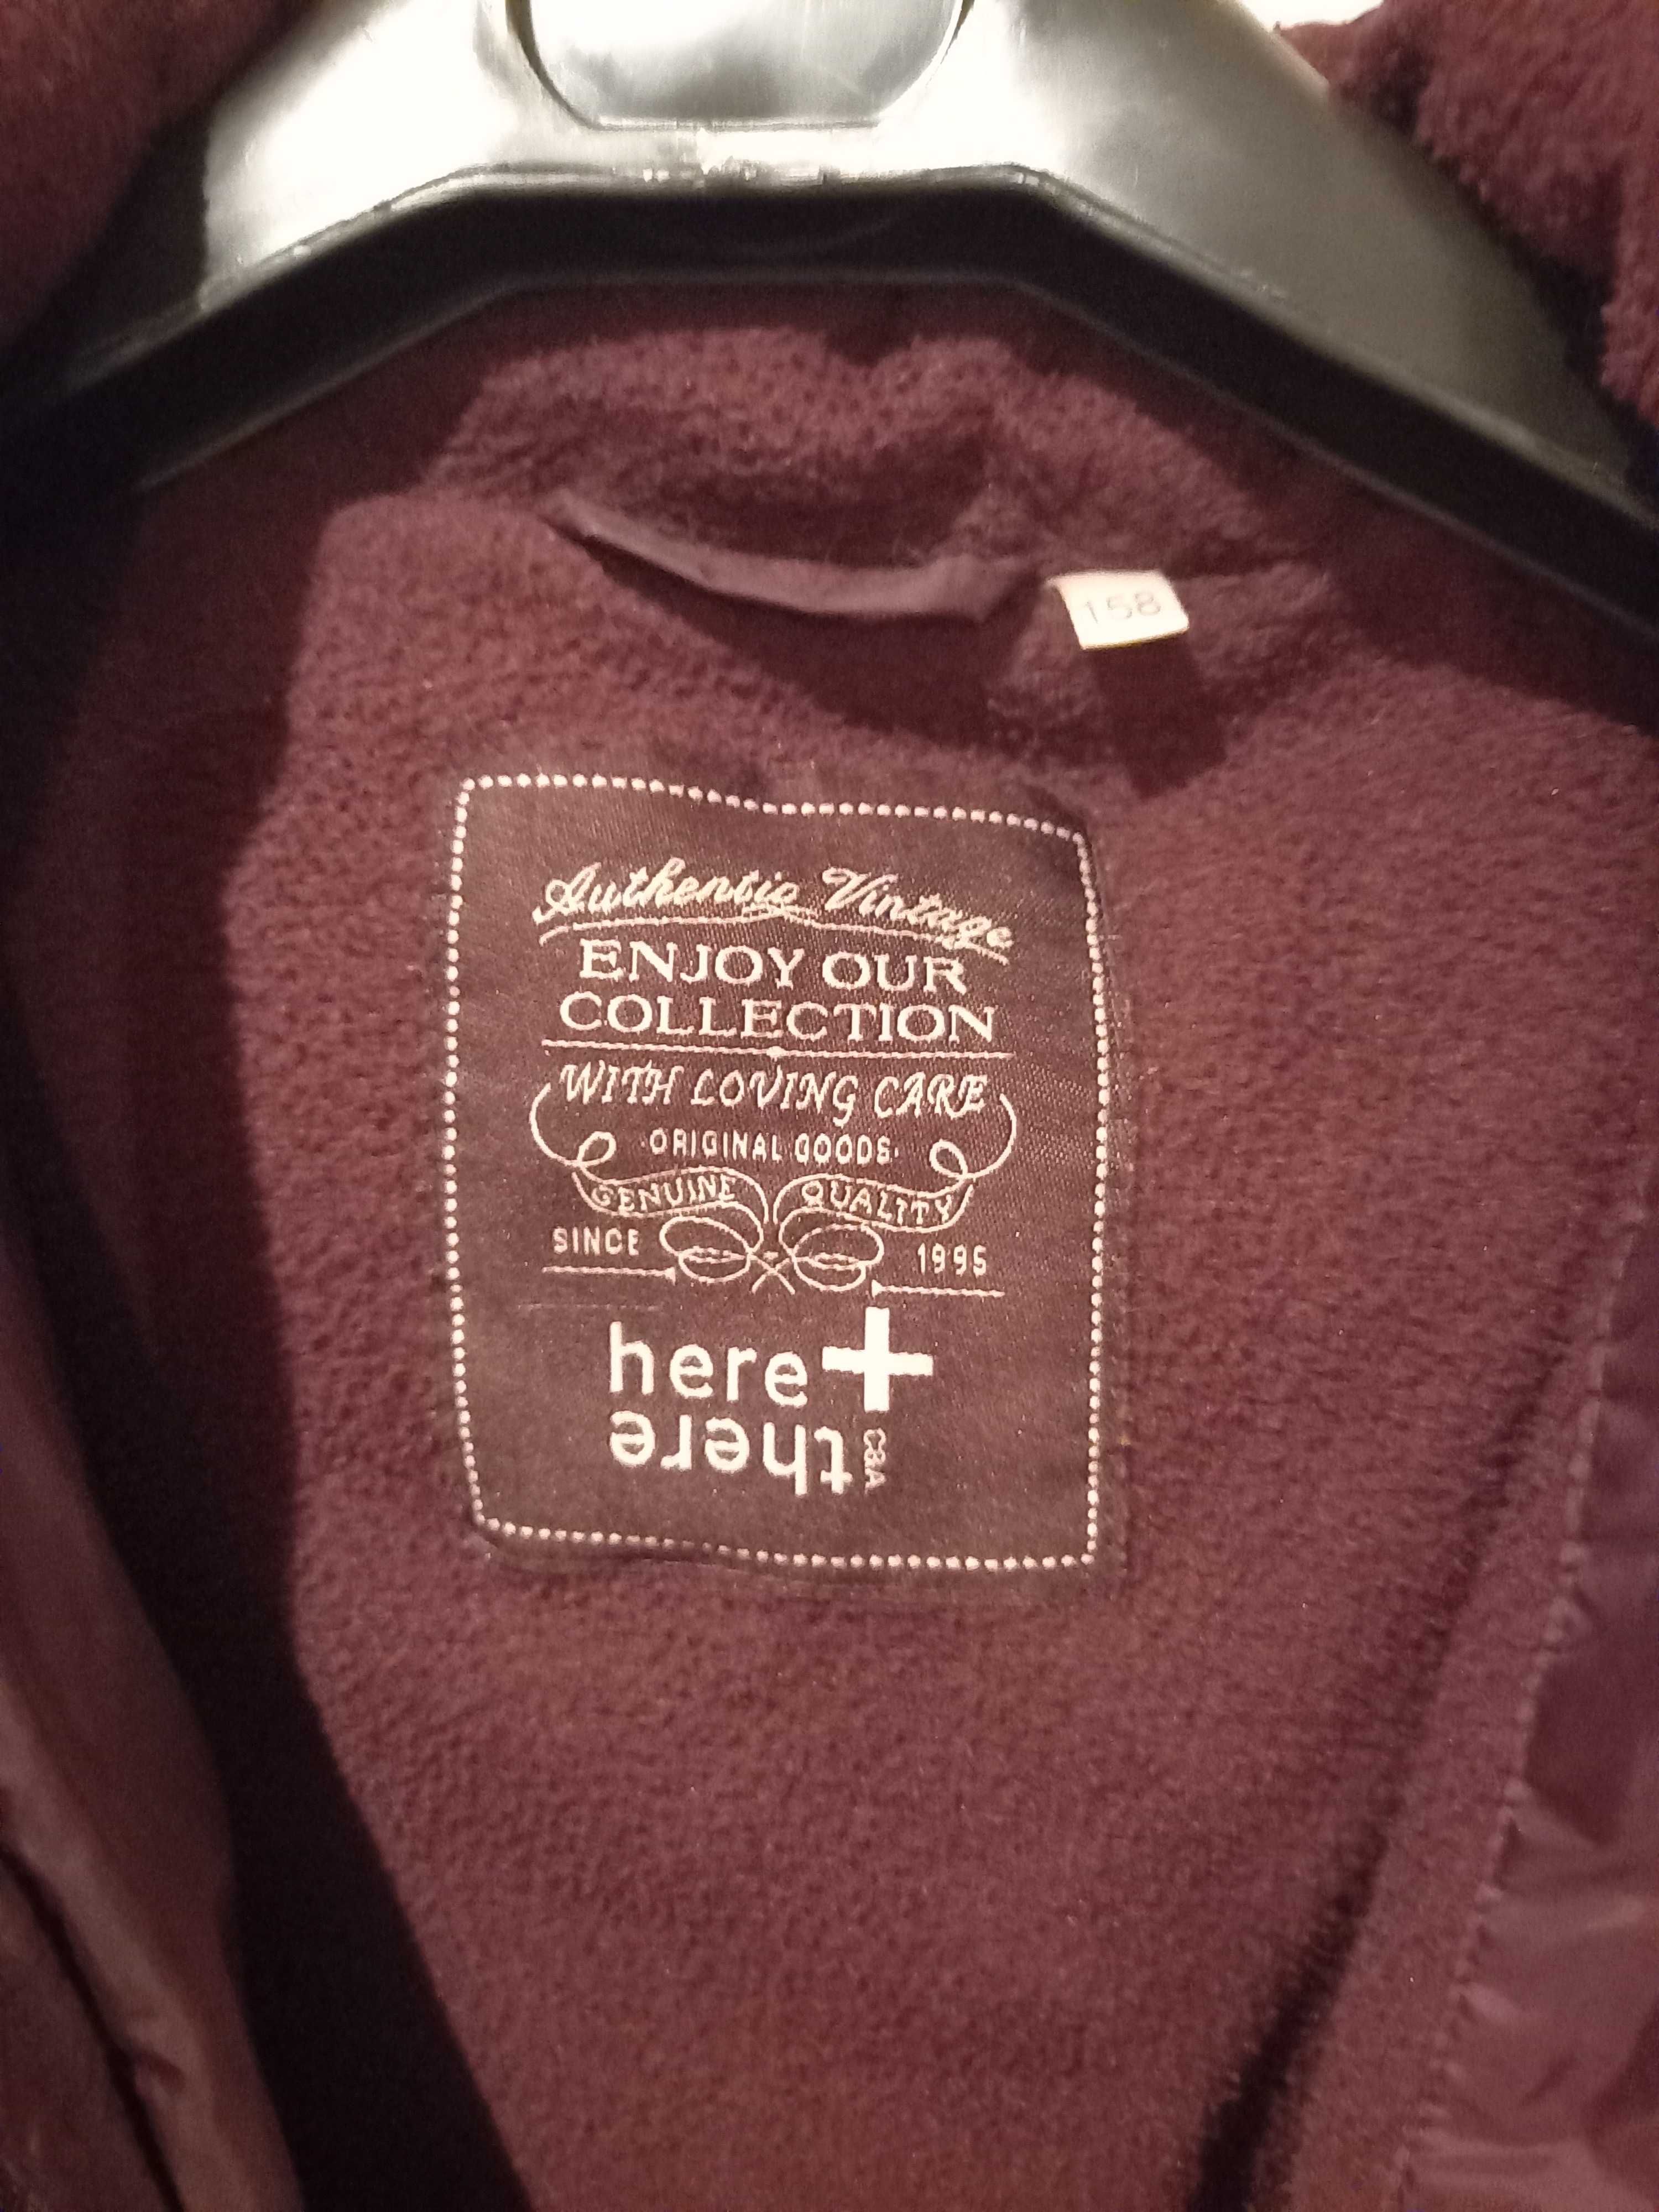 158
Authentic Vintage
ENJOY OUR
COLLECTION
WITH LOVING CARE
·ORIGINAL GOODS·
GENUINE QUALITY
SINCE 1995
here+
there
C&A